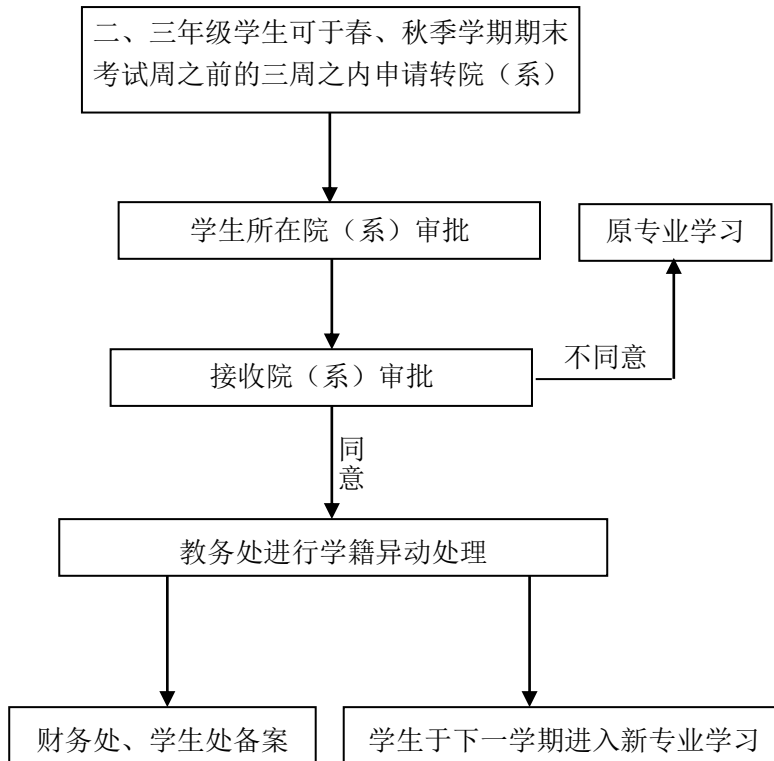 二、三年级学生可于春、秋季学期期末
考试周之前的三周之内申请转院（系）
学生所在院（系）审批
原专业学习
接收院（系）审批
不同意
同意
教务处进行学籍异动处理
财务处、学生处备案
学生于下一学期进入新专业学习